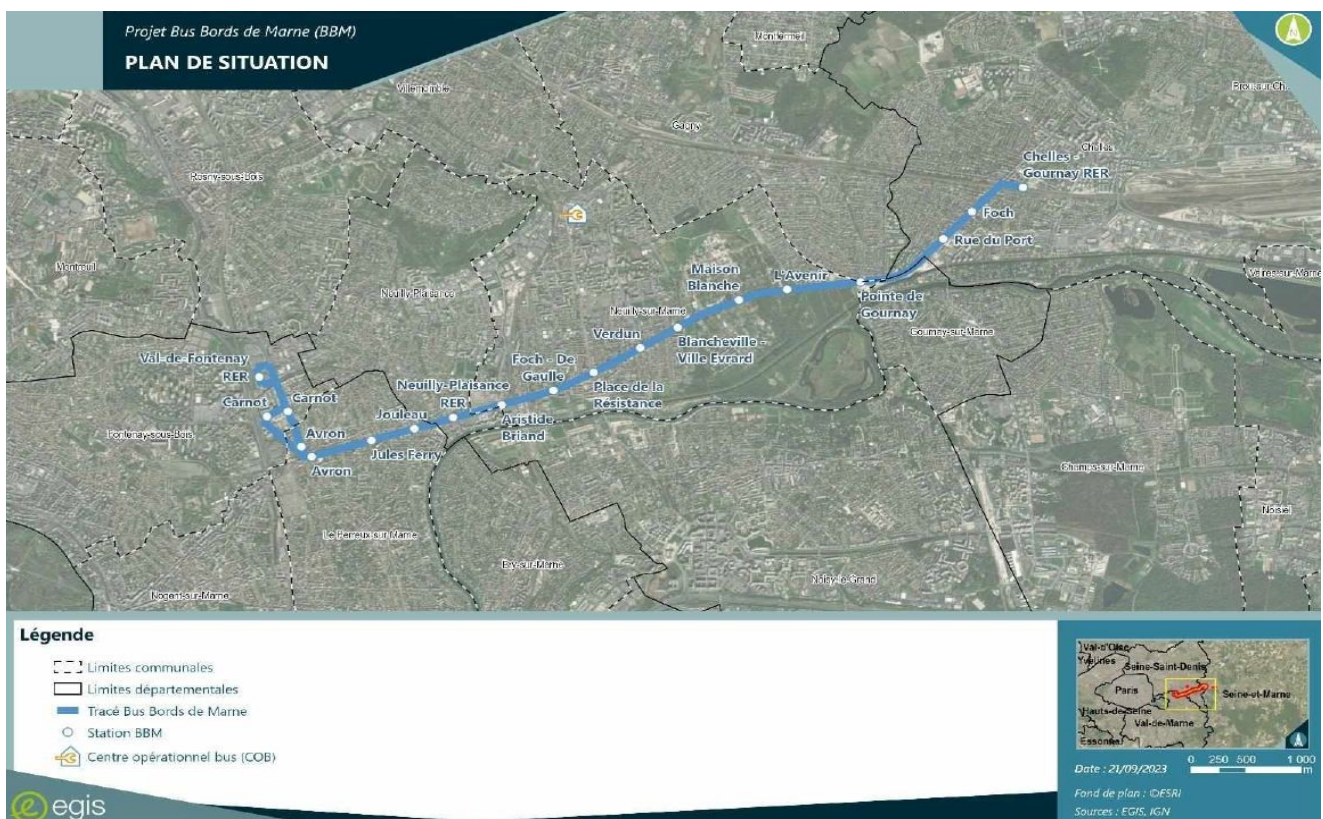 Projet Bus Bords de Marne (BBM)
PLAN DE SITUATION
N
Montfermeil
Villemomble
Gagny
Chelles
Rosny-sous-Bois
Chelles -
Gournay RER
Foch
Rue du Port
Montreuil
Neuilly-Plaisance
Maison
Blanche
L'Avenir
Vaires-sur-Marne
Neuilly-sur-Marne
Pointe de
Gournay
Gournay-sur-Marne
Verdun
Blancheville -
Ville Evrard
Val-de-Fontenay
RER
Foch - De
Gaulle
Place de la
Résistance
Neuilly-Plaisance
RER
Carnot
Carnot
Jouleau
Aristide
Briand
Fontenay-sous-Bois
Avron
Jules Ferry
Avron
Champs-sur-Marne
Noisiel
Le Perreux-sur-Marne
Bry-sur-Marne
Noisy-le-Grand
Nogent-sur-Marne
Légende
Limites communales
Limites départementales
Tracé Bus Bords de Marne
Station BBM
Centre opérationnel bus (COB)
egis
Val-d'Oise
Yvelines
Seine-Saint-Denis
Paris
Seine-et-Marne
Hauts-de-Seine
Val-de-Marne
Essonne
Date : 21/09/2023
0 250 500 1 000
m
Fond de plan : ©ESRI
Sources : EGIS, IGN